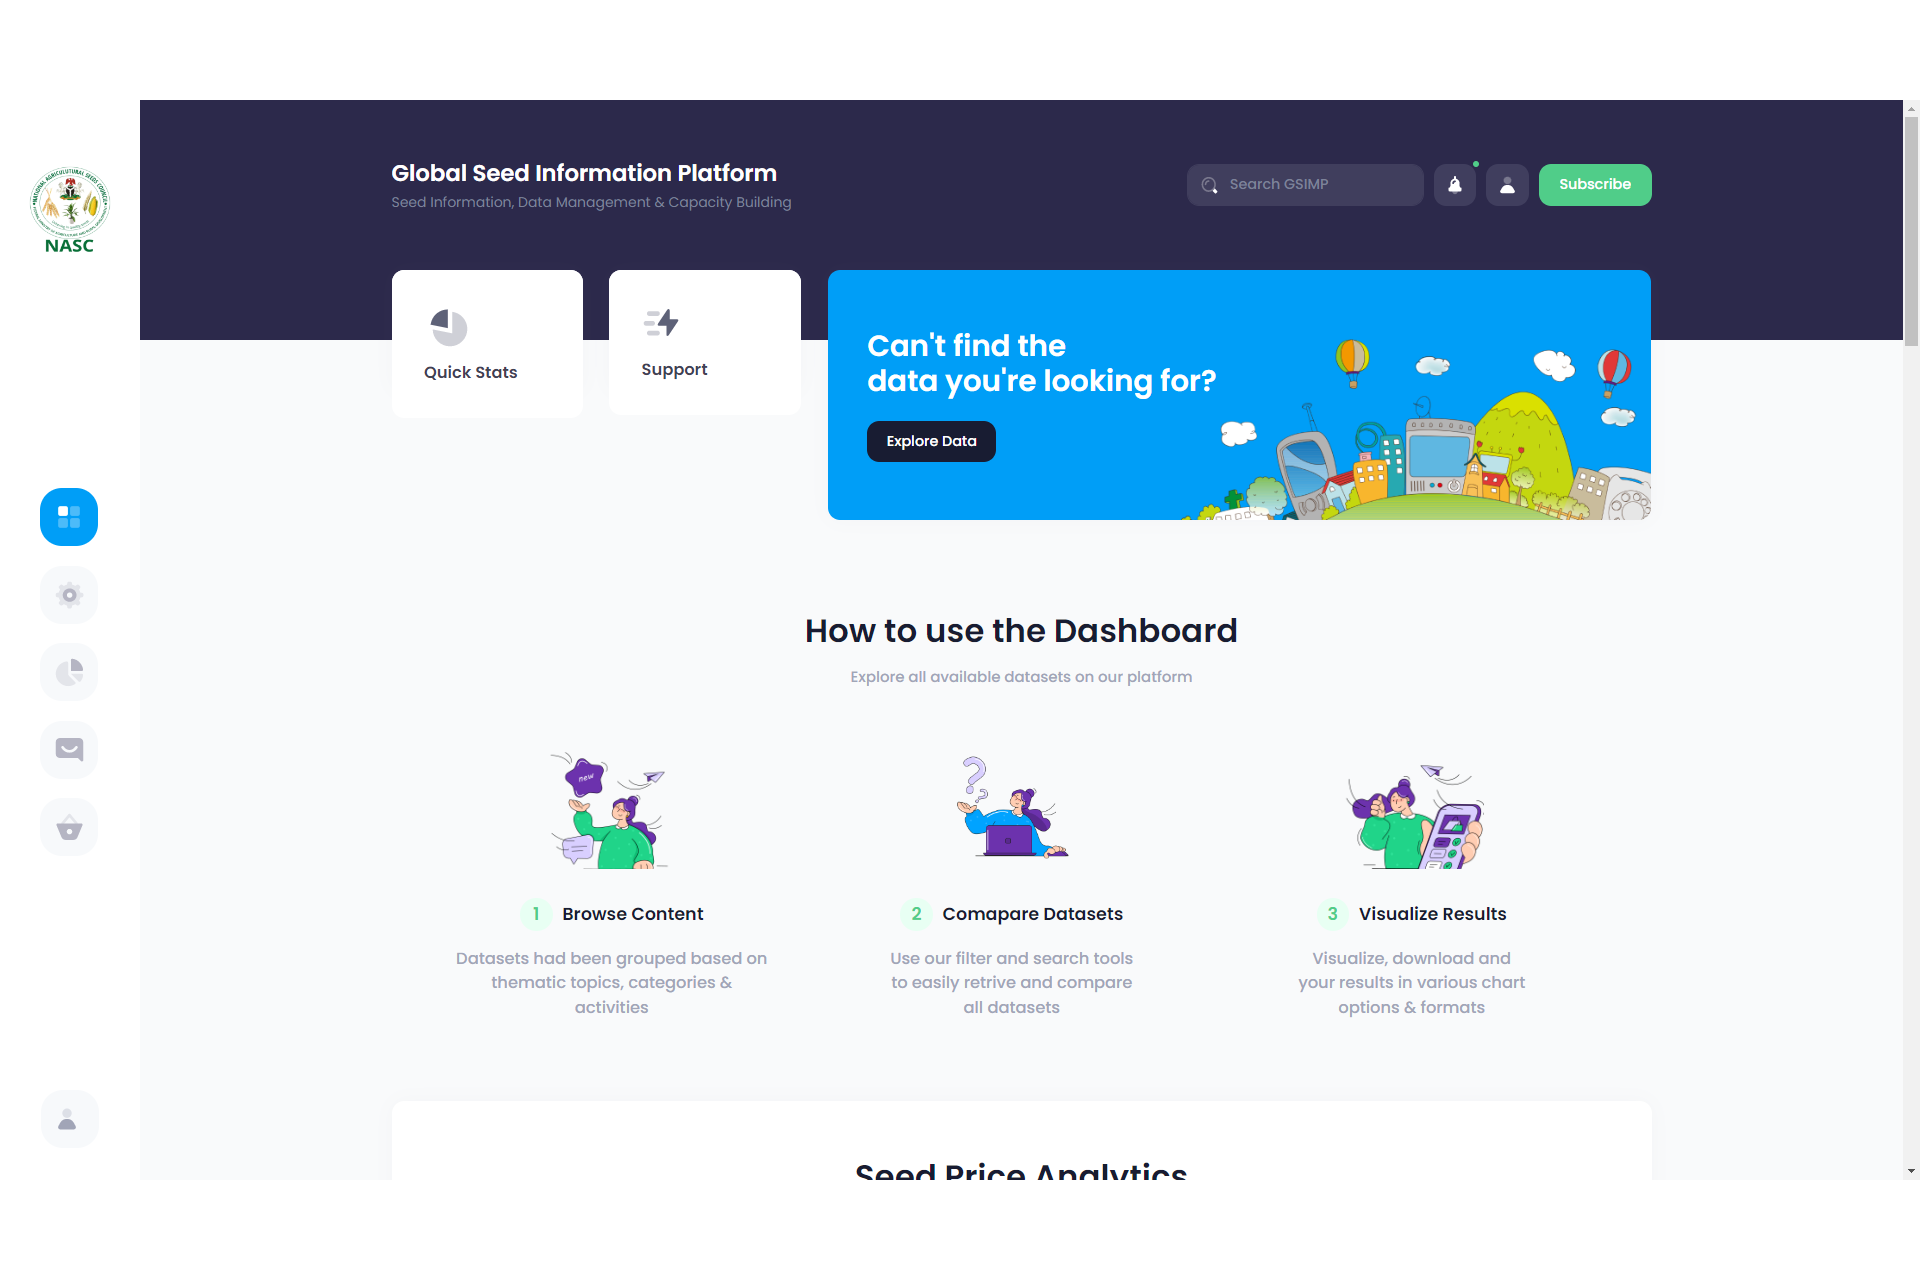 NATIONAL AGRICULUTURAL SEEDS COUNCIL
NASC
Global Seed Information Platform
Seed Information, Data Management & Capacity Building
Search GSIMP
Subscribe
Quick Stats
Support
Can't find the
data you're looking for?
Explore Data
How to use the Dashboard
Explore all available datasets on our platform
new
1 Browse Content
Datasets had been grouped based on
thematic topics, categories &
activities
2 Comapare Datasets
Use our filter and search tools
to easily retrive and compare
all datasets
3 Visualize Results
Visualize, download and
your results in various chart
options & formats
Seed Price Analytics